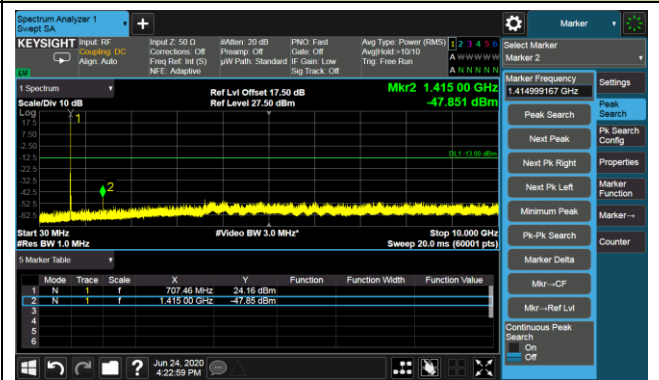 Spectrum Analyzer 1
Swept SA
+
Marker
KEYSIGHT
Input: RF
Coupling: DC
Align: Auto
Input Z: 50 Ω
Corrections: Off
Freq Ref: Int (S)
NFE: Adaptive
#Atten: 20 dB
Preamp: Off
µW Path: Standard
PNO: Fast
Gate: Off
IF Gain: Low
Sig Track: Off
Avg Type: Power (RMS)
Avg|Hold:>10/10
Trig: Free Run
1 2 3 4 5 6
A W W W W W
A N N N N N
LXI
Select Marker
Marker 2
Marker Frequency
1.414999167 GHz
Peak Search
Next Peak
Next Pk Right
Next Pk Left
Minimum Peak
Pk-Pk Search
Marker Delta
Mkr→CF
Mkr→Ref Lvl
Continuous Peak
Search
On
Off
Settings
Peak
Search
Pk Search
Config
Properties
Marker
Function
Marker→
Counter
1 Spectrum
Scale/Div 10 dB
Ref Lvl Offset 17.50 dB
Ref Level 27.50 dBm
Mkr2 1.415 00 GHz
-47.851 dBm
Log
17.5
7.50
-2.50
-12.5
-22.5
-32.5
-42.5
-52.5
-62.5
1
2
DL1 -13.00 dBm
Start 30 MHz
#Res BW 1.0 MHz
#Video BW 3.0 MHz*
Stop 10.000 GHz
Sweep 20.0 ms (60001 pts)
5 Marker Table
Mode Trace Scale X Y Function Function Width Function Value
1 N 1 f 707.46 MHz 24.16 dBm
2 N 1 f 1.415 00 GHz -47.85 dBm
3
4
5
6
?
Jun 24, 2020
4:22:59 PM